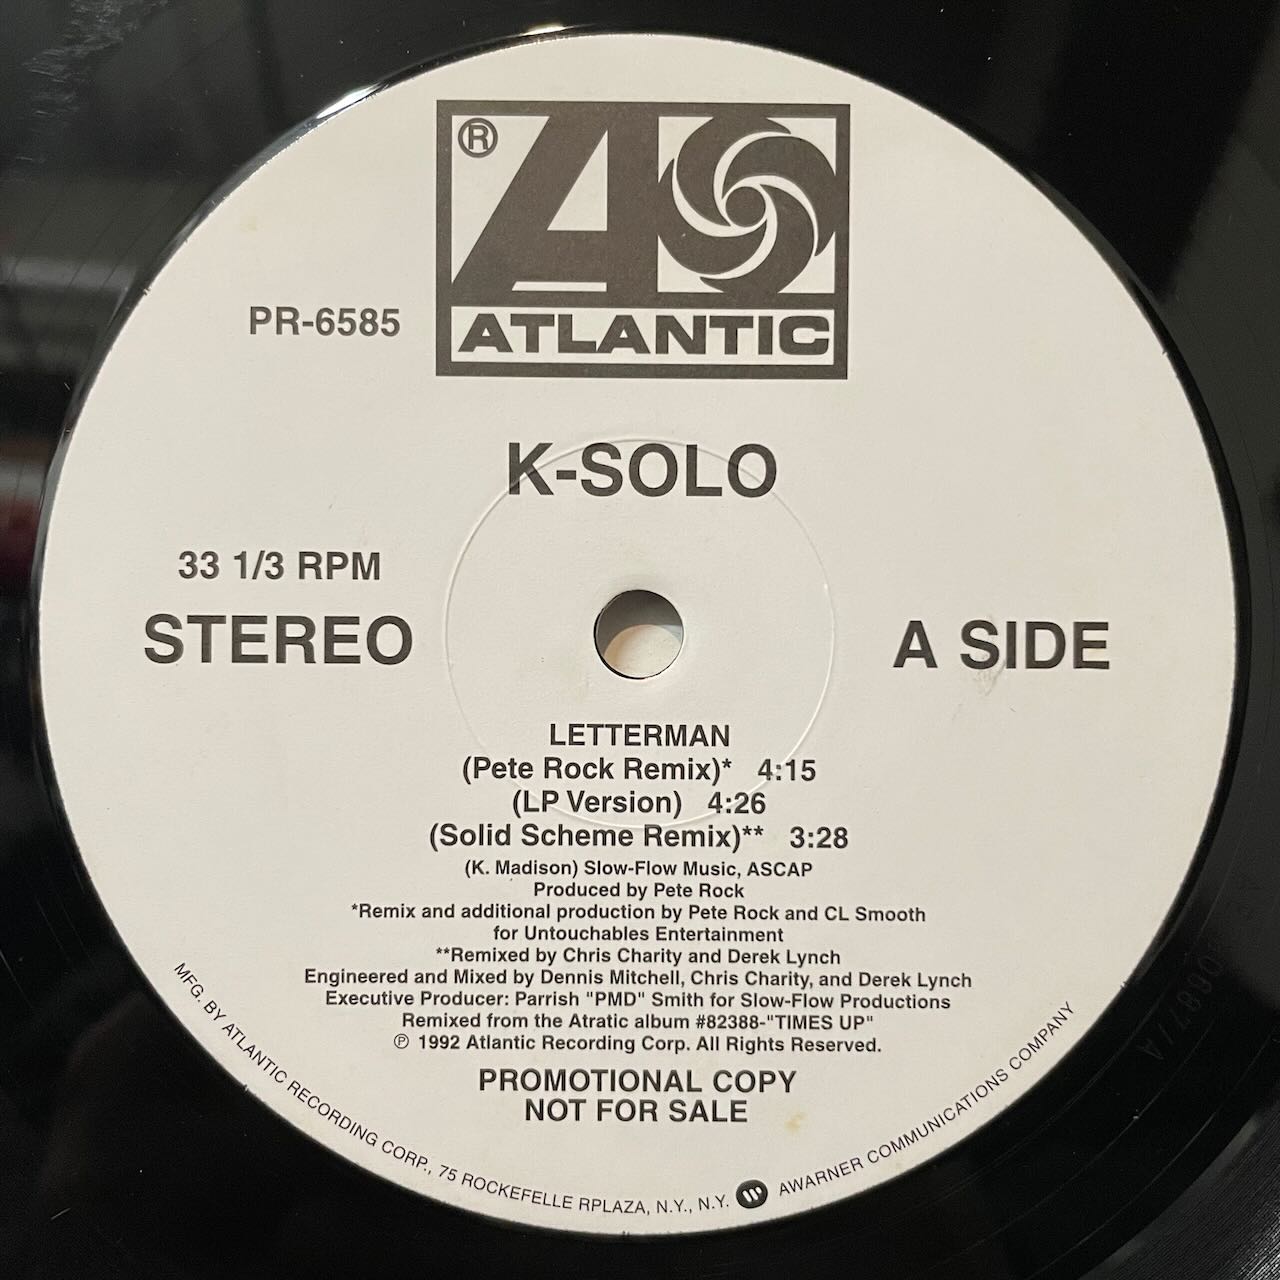 ®
ATLANTIC
PR-6585
K-SOLO
33 1/3 RPM
STEREO
A SIDE
LETTERMAN
(Pete Rock Remix)* 4:15
(LP Version) 4:26
(Solid Scheme Remix)** 3:28
(K. Madison) Slow-Flow Music, ASCAP
Produced by Pete Rock
*Remix and additional production by Pete Rock and CL Smooth
for Untouchables Entertainment
**Remixed by Chris Charity and Derek Lynch
Engineered and Mixed by Dennis Mitchell, Chris Charity, and Derek Lynch
Executive Producer: Parrish "PMD" Smith for Slow-Flow Productions
Remixed from the Atratic album #82388-"TIMES UP"
℗ 1992 Atlantic Recording Corp. All Rights Reserved.
PROMOTIONAL COPY
NOT FOR SALE
MFG. BY ATLANTIC RECORDING CORP., 75 ROCKEFELLE RPLAZA, N.Y., N.Y. AWARNER COMMUNICATIONS COMPANY